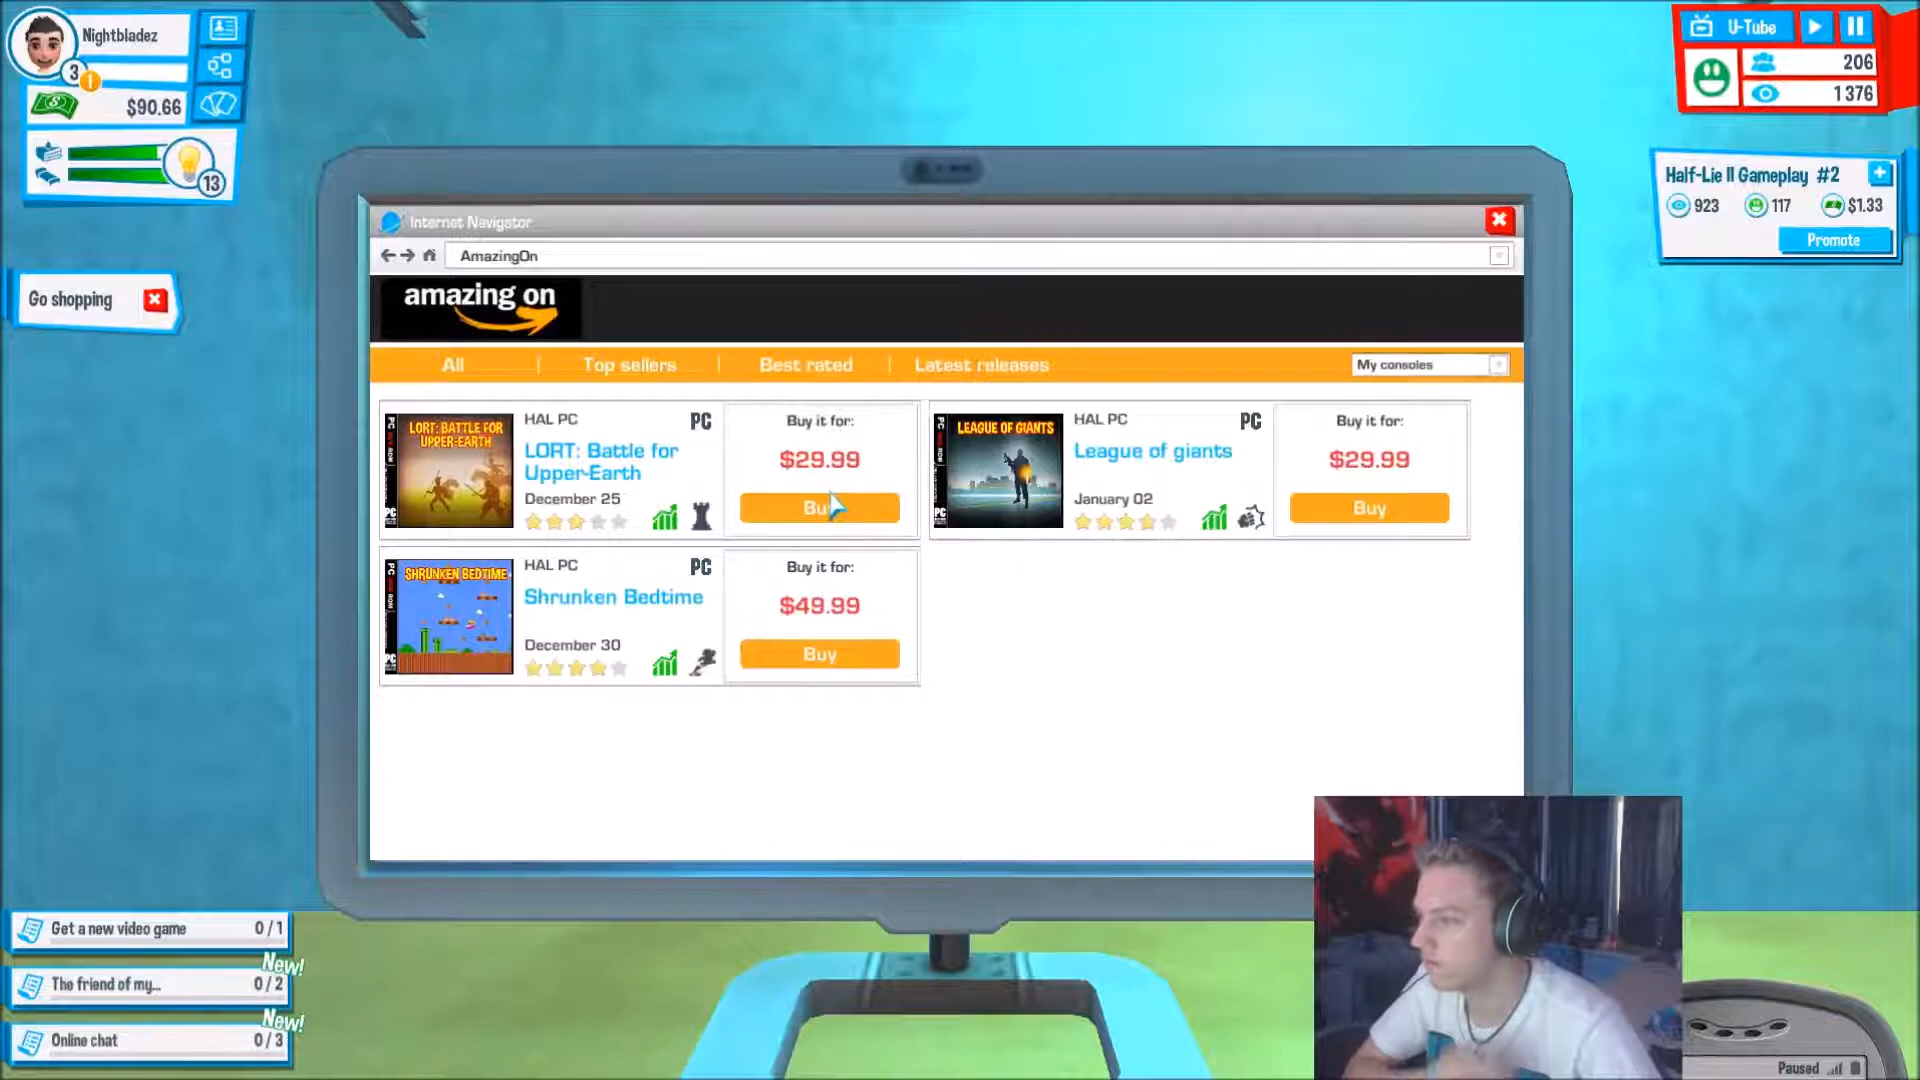 Nightbladez
3
$90.66
13
Go shopping
U-Tube
206
1 376
Half-Lie II Gameplay #2
923 117 $1.33
Promote
Internet Navigator
AmazingOn
amazing on
All Top sellers Best rated Latest releases My consoles
LORT: BATTLE FOR UPPER-EARTH
HAL PC PC
LORT: Battle for
Upper-Earth
December 25
Buy it for:
$29.99
Buy
LEAGUE OF GIANTS
HAL PC PC
League of giants
January 02
Buy it for:
$29.99
Buy
SHRUNKEN BEDTIME
HAL PC PC
Shrunken Bedtime
December 30
Buy it for:
$49.99
Buy
Get a new video game 0/1
New!
The friend of my... 0/2
New!
Online chat 0/3
Paused